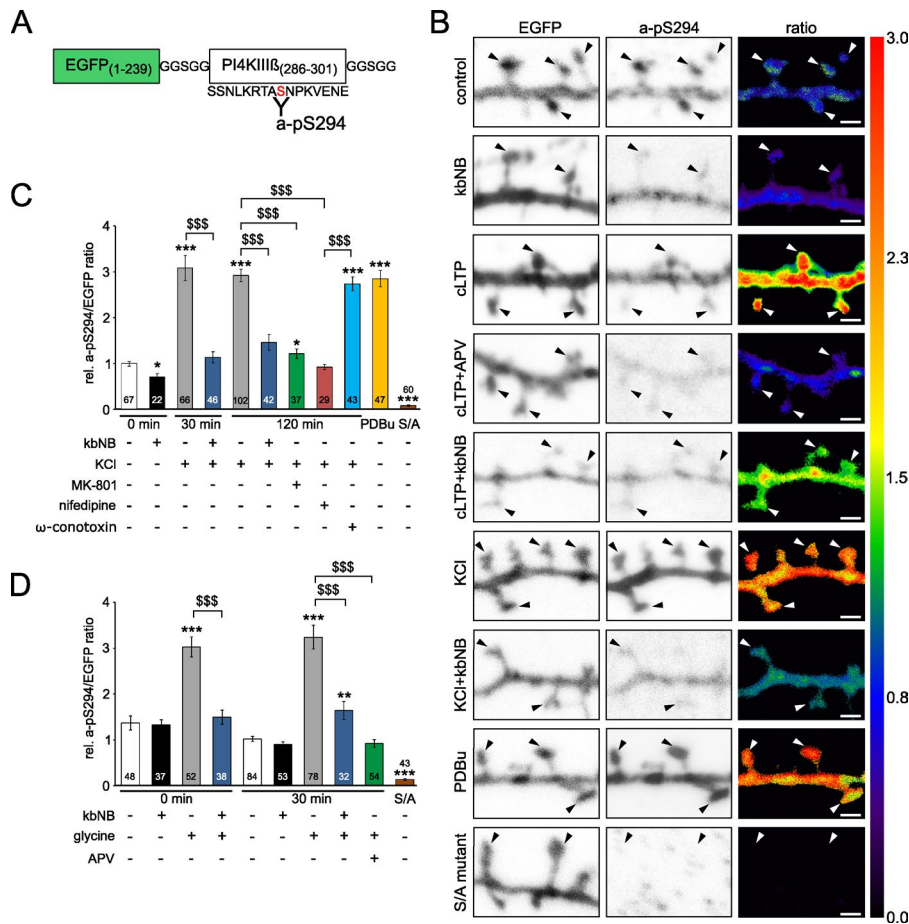 A
EGFP(1-239)
GGSGG
PI4KIIIß(286-301)
GGSGG
SSNLKRTASNPKVENE
a-pS294
B
EGFP
a-pS294
ratio
control
kbNB
cLTP
cLTP+APV
cLTP+kbNB
KCl
KCl+kbNB
PDBu
S/A mutant
3.0
2.3
1.5
0.8
0.0
C
rel. a-pS294/EGFP ratio
4
3
2
1
0
$$$
$$$
$$$
$$$
$$$
*
***
***
*
***
***
60
***
67
22
66
46
102
42
37
29
43
47
0 min
30 min
120 min
PDBu S/A
kbNB - + - + - + - - - - -
KCl - - + + + + + + + - -
MK-801 - - - - - - + - - - -
nifedipine - - - - - - - + - - -
ω-conotoxin - - - - - - - - + - -
D
rel. a-pS294/EGFP ratio
4
3
2
1
0
$$$
$$$
$$$
***
***
**
43
***
48
37
52
38
84
53
78
32
54
0 min
30 min
S/A
kbNB - + - + - + - + - -
glycine - - + + - - + + + -
APV - - - - - - - - + -